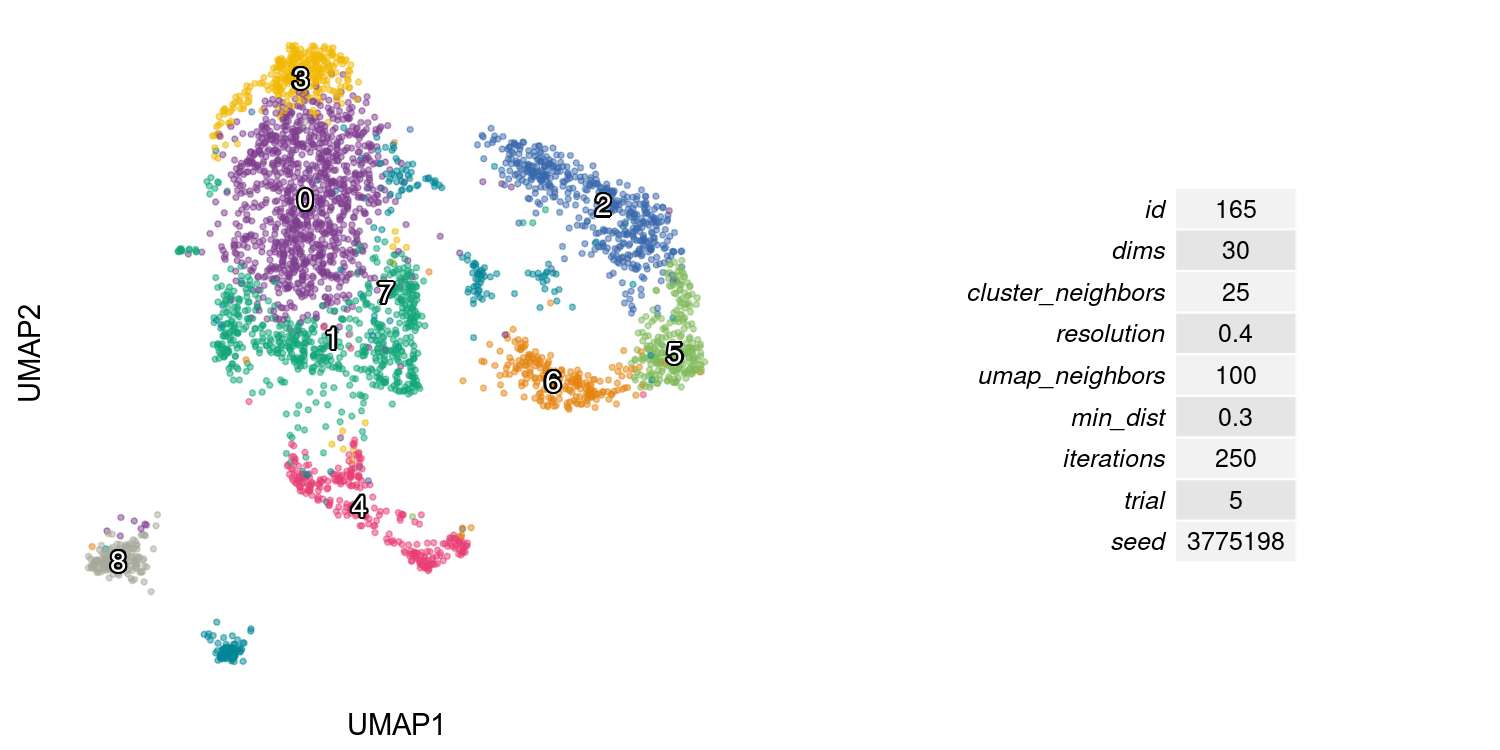 3
0
2
7
1
5
6
4
8
UMAP2
UMAP1
id 165
dims 30
cluster_neighbors 25
resolution 0.4
umap_neighbors 100
min_dist 0.3
iterations 250
trial 5
seed 3775198